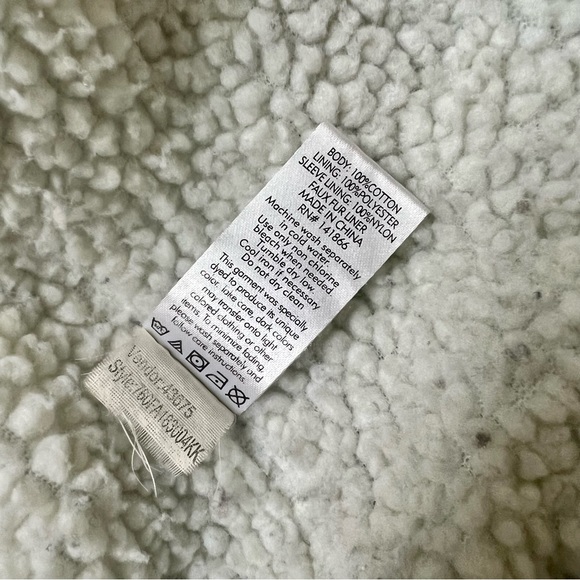 BODY: 100%COTTON
LINING: 100%POLYESTER
SLEEVE LINING: 100%NYLON
FAUX FUR LINER
MADE IN CHINA
RN# 141866
Machine wash separately
in cold water.
Use only non chlorine
bleach when needed.
Tumble dry low
Cool iron if necessary
Do not dry clean
This garment was specially
dyed to produce its unique
color. Take care, dark colors
may transfer onto light
colored clothing or other
items. To minimize fading,
please wash separately and
follow care instructions.
Vendor:43675
Style:760FA163004KK